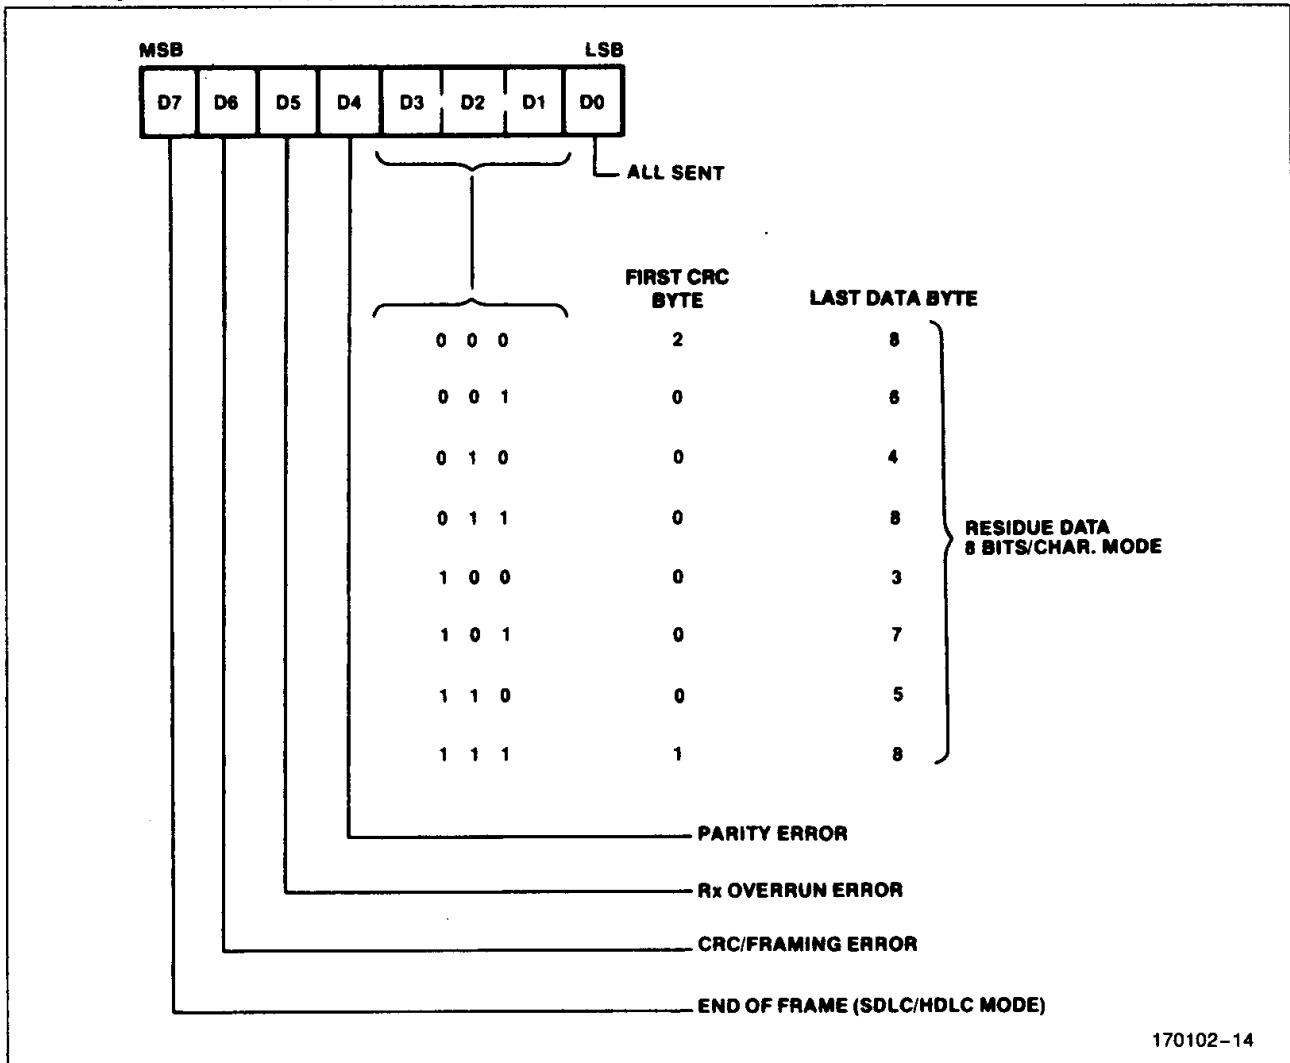 MSB LSB
D7 D6 D5 D4 D3 D2 D1 D0
ALL SENT
FIRST CRC
BYTE
LAST DATA BYTE
0 0 0 2 8
0 0 1 0 6
0 1 0 0 4
0 1 1 0 8
RESIDUE DATA
8 BITS/CHAR. MODE
1 0 0 0 3
1 0 1 0 7
1 1 0 0 5
1 1 1 1 8
PARITY ERROR
Rx OVERRUN ERROR
CRC/FRAMING ERROR
END OF FRAME (SDLC/HDLC MODE)
170102-14